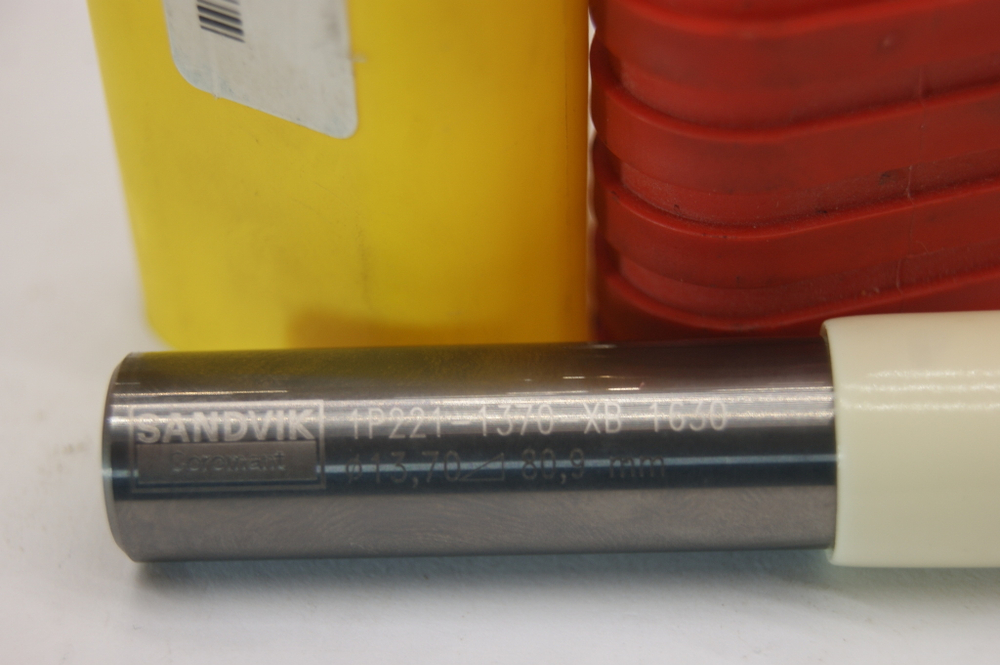 SANDVIK
Coromant
1P221-1370-XB 1630
ø13,70 ⊿ 80,9 mm